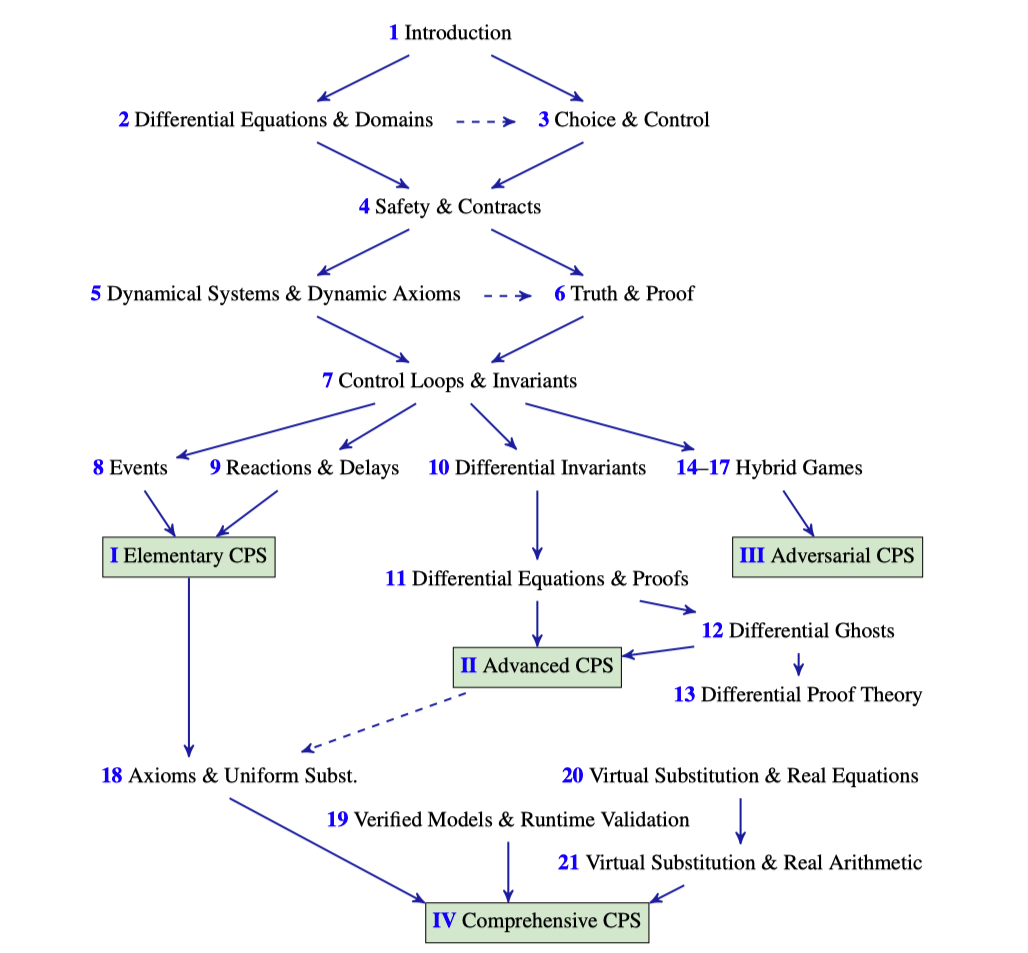 1 Introduction
2 Differential Equations & Domains
3 Choice & Control
4 Safety & Contracts
5 Dynamical Systems & Dynamic Axioms
6 Truth & Proof
7 Control Loops & Invariants
8 Events
9 Reactions & Delays
10 Differential Invariants
14–17 Hybrid Games
I Elementary CPS
III Adversarial CPS
11 Differential Equations & Proofs
12 Differential Ghosts
II Advanced CPS
13 Differential Proof Theory
18 Axioms & Uniform Subst.
20 Virtual Substitution & Real Equations
19 Verified Models & Runtime Validation
21 Virtual Substitution & Real Arithmetic
IV Comprehensive CPS